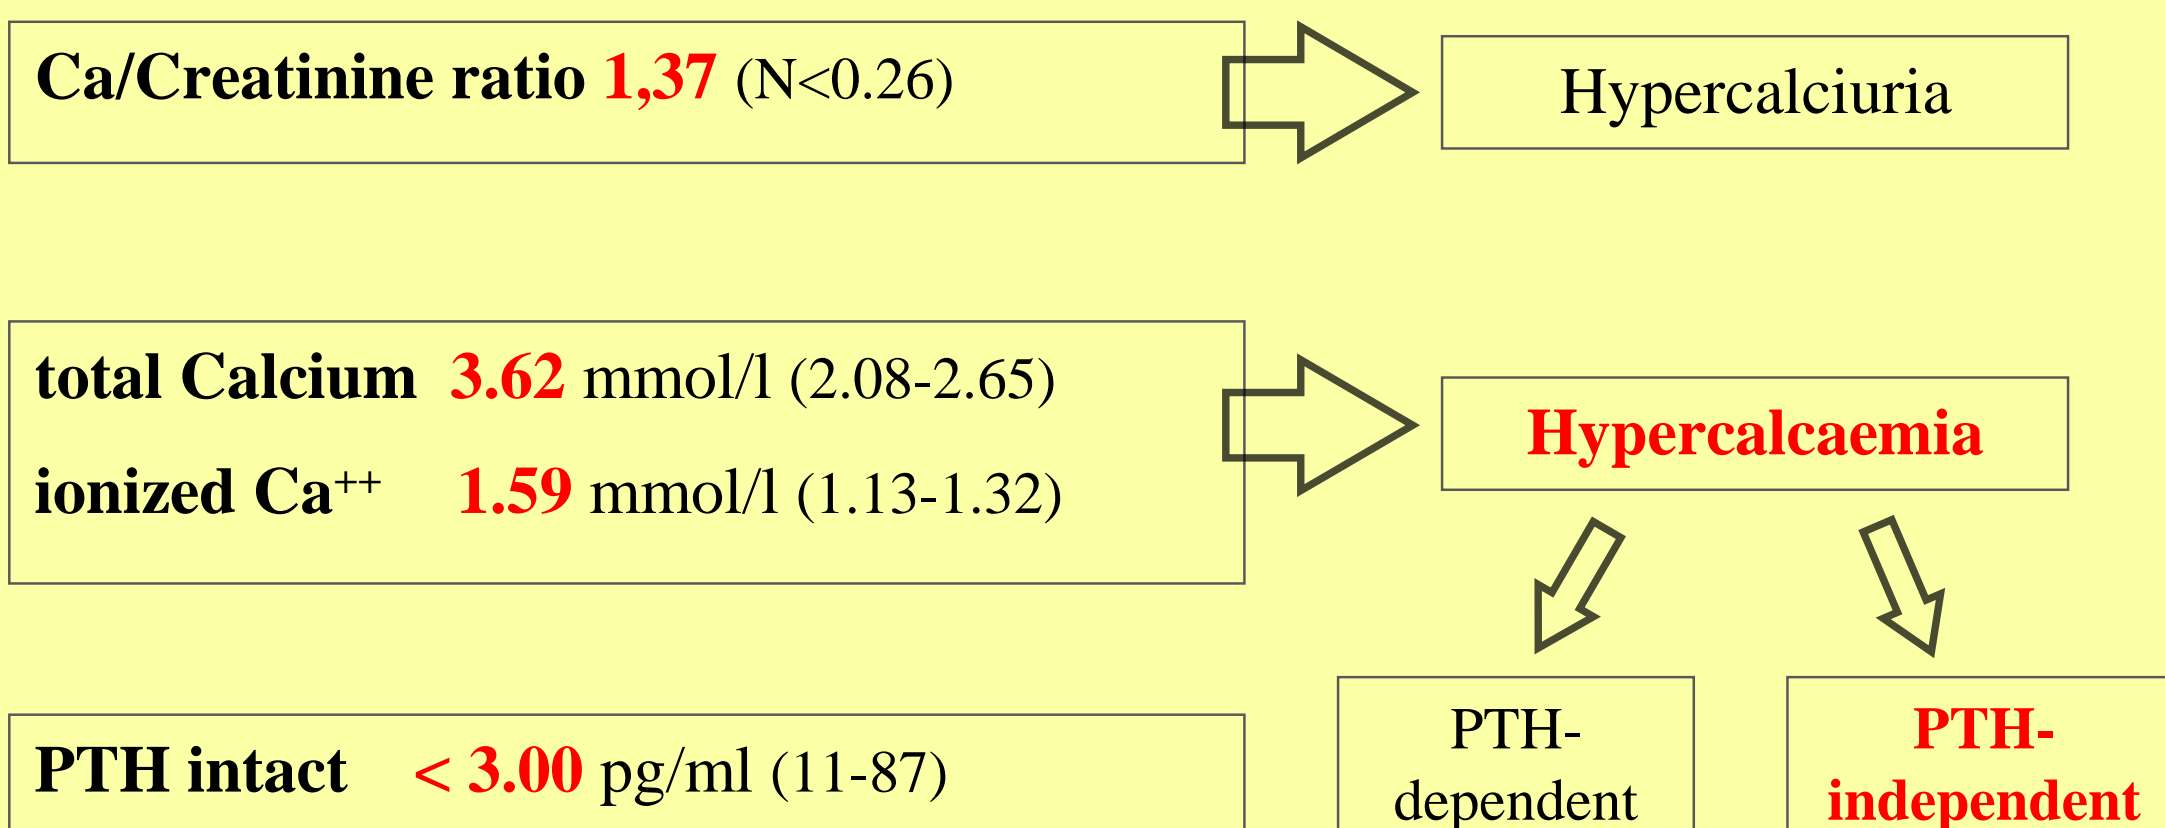 Ca/Creatinine ratio 1,37 (N<0.26)
Hypercalciuria
total Calcium 3.62 mmol/l (2.08-2.65)
ionized Ca⁺⁺ 1.59 mmol/l (1.13-1.32)
Hypercalcaemia
PTH intact < 3.00 pg/ml (11-87)
PTH-
dependent
PTH-
independent